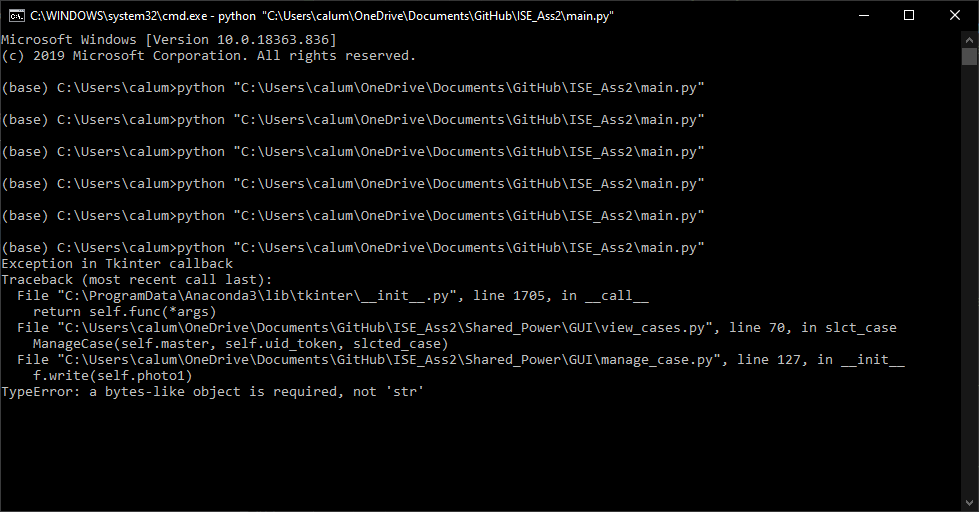 C:\WINDOWS\system32\cmd.exe - python "C:\Users\calum\OneDrive\Documents\GitHub\ISE_Ass2\main.py"
Microsoft Windows [Version 10.0.18363.836]
(c) 2019 Microsoft Corporation. All rights reserved.
(base) C:\Users\calum>python "C:\Users\calum\OneDrive\Documents\GitHub\ISE_Ass2\main.py"
(base) C:\Users\calum>python "C:\Users\calum\OneDrive\Documents\GitHub\ISE_Ass2\main.py"
(base) C:\Users\calum>python "C:\Users\calum\OneDrive\Documents\GitHub\ISE_Ass2\main.py"
(base) C:\Users\calum>python "C:\Users\calum\OneDrive\Documents\GitHub\ISE_Ass2\main.py"
(base) C:\Users\calum>python "C:\Users\calum\OneDrive\Documents\GitHub\ISE_Ass2\main.py"
(base) C:\Users\calum>python "C:\Users\calum\OneDrive\Documents\GitHub\ISE_Ass2\main.py"
Exception in Tkinter callback
Traceback (most recent call last):
  File "C:\ProgramData\Anaconda3\lib\tkinter\__init__.py", line 1705, in __call__
    return self.func(*args)
  File "C:\Users\calum\OneDrive\Documents\GitHub\ISE_Ass2\Shared_Power\GUI\view_cases.py", line 70, in slct_case
    ManageCase(self.master, self.uid_token, slcted_case)
  File "C:\Users\calum\OneDrive\Documents\GitHub\ISE_Ass2\Shared_Power\GUI\manage_case.py", line 127, in __init__
    f.write(self.photo1)
TypeError: a bytes-like object is required, not 'str'